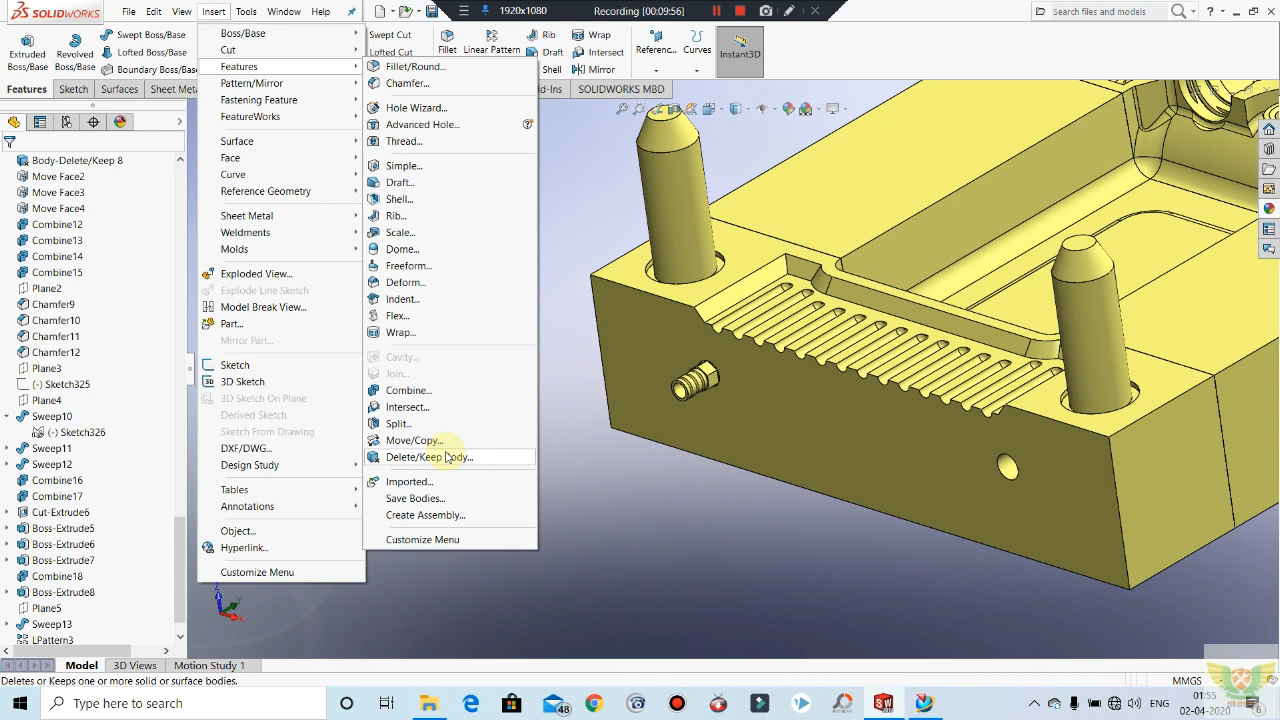 SOLIDWORKS
File
Edit
View
Insert
Tools
Window
Help
1920x1080
Recording [00:09:56]
Search files and models
Extruded Boss/Base
Revolved Boss/Base
Swept Boss/Base
Lofted Boss/Base
Boundary Boss/Base
Swept Cut
Lofted Cut
Fillet
Linear Pattern
Rib
Draft
Shell
Wrap
Intersect
Mirror
Referenc...
Curves
Instant3D
Features
Sketch
Surfaces
Sheet Met
SOLIDWORKS MBD
Body-Delete/Keep 8
Move Face2
Move Face3
Move Face4
Combine12
Combine13
Combine14
Combine15
Plane2
Chamfer9
Chamfer10
Chamfer11
Chamfer12
Plane3
(-) Sketch325
Plane4
Sweep10
(-) Sketch326
Sweep11
Sweep12
Combine16
Combine17
Cut-Extrude6
Boss-Extrude5
Boss-Extrude6
Boss-Extrude7
Combine18
Boss-Extrude8
Plane5
Sweep13
LPattern3
Boss/Base
Cut
Features
Pattern/Mirror
Fastening Feature
FeatureWorks
Surface
Face
Curve
Reference Geometry
Sheet Metal
Weldments
Molds
Exploded View...
Explode Line Sketch
Model Break View...
Part...
Mirror Part...
Sketch
3D Sketch
3D Sketch On Plane
Derived Sketch
Sketch From Drawing
DXF/DWG...
Design Study
Tables
Annotations
Object...
Hyperlink...
Customize Menu
Fillet/Round...
Chamfer...
Hole Wizard...
Advanced Hole...
Thread...
Simple...
Draft...
Shell...
Rib...
Scale...
Dome...
Freeform...
Deform...
Indent...
Flex...
Wrap...
Cavity...
Join...
Combine...
Intersect...
Split...
Move/Copy...
Delete/Keep Body...
Imported...
Save Bodies...
Create Assembly...
Customize Menu
Model
3D Views
Motion Study 1
Deletes or Keeps one or more solid or surface bodies.
MMGS
Type here to search
48
ENG
01:55
02-04-2020
6